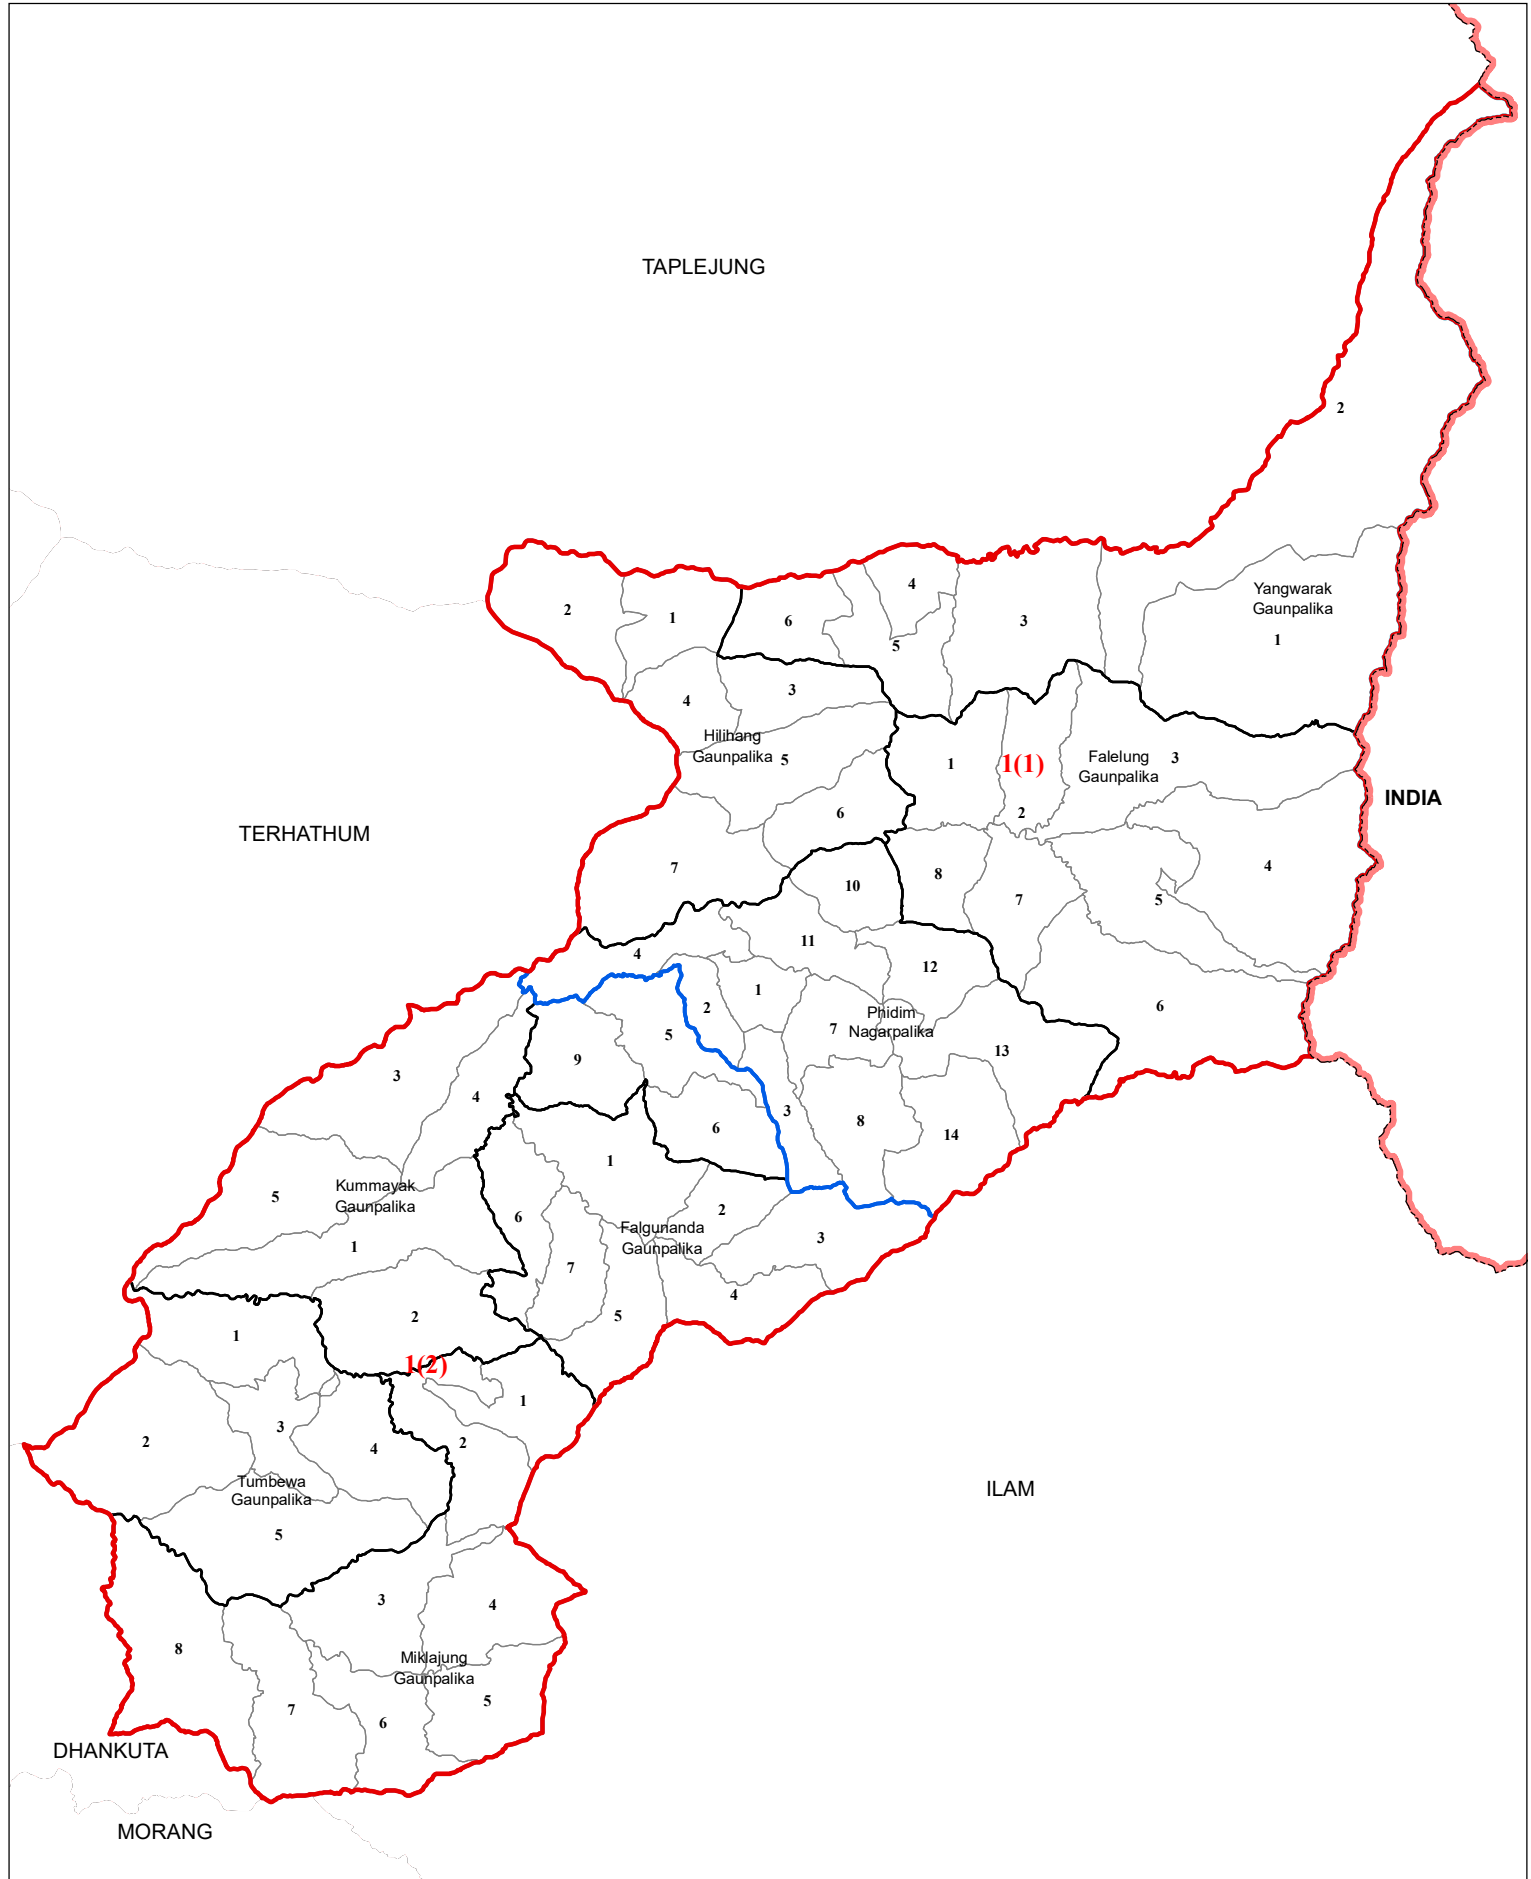 TAPLEJUNG
2
4
Yangwarak
Gaunpalika
2
1
6
3
5
1
3
4
Hilihang
Gaunpalika
5
1
1(1)
Falelung
Gaunpalika
3
INDIA
6
2
TERHATHUM
7
10
8
7
5
4
11
4
12
1
2
6
Phidim
Nagarpalika
7
5
13
9
3
4
3
6
8
14
1
5
Kummayak
Gaunpalika
6
2
Falgunanda
Gaunpalika
3
1
7
4
2
5
1
1(2)
1
3
2
4
2
Tumbewa
Gaunpalika
ILAM
5
3
4
8
Miklajung
Gaunpalika
5
7
6
DHANKUTA
MORANG